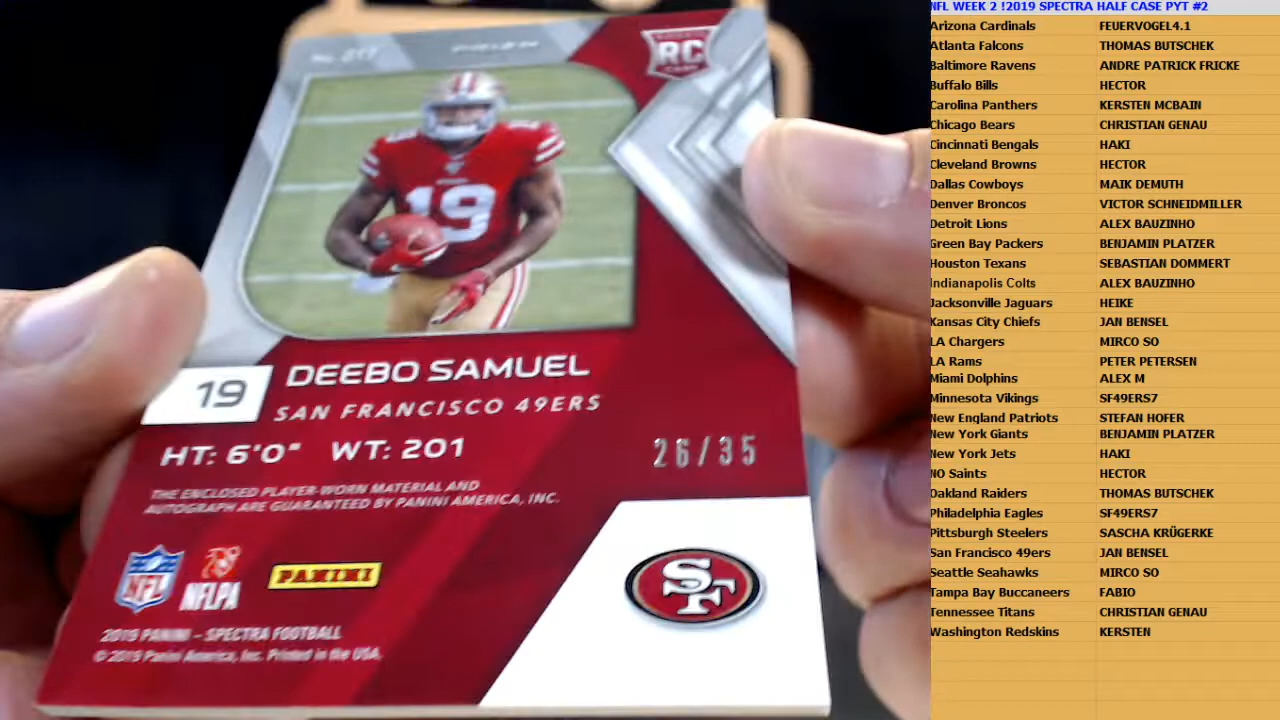 RC
19
19
DEEBO SAMUEL
SAN FRANCISCO 49ERS
HT: 6'0" WT: 201
26/35
THE ENCLOSED PLAYER-WORN MATERIAL AND
AUTOGRAPH ARE GUARANTEED BY PANINI AMERICA, INC.
NFL
NFLPA
PANINI
SF
2019 PANINI – SPECTRA FOOTBALL
© 2019 Panini America, Inc. Printed in the USA.
NFL WEEK 2 !2019 SPECTRA HALF CASE PYT #2
Arizona Cardinals FEUERVOGEL4.1
Atlanta Falcons THOMAS BUTSCHEK
Baltimore Ravens ANDRE PATRICK FRICKE
Buffalo Bills HECTOR
Carolina Panthers KERSTEN MCBAIN
Chicago Bears CHRISTIAN GENAU
Cincinnati Bengals HAKI
Cleveland Browns HECTOR
Dallas Cowboys MAIK DEMUTH
Denver Broncos VICTOR SCHNEIDMILLER
Detroit Lions ALEX BAUZINHO
Green Bay Packers BENJAMIN PLATZER
Houston Texans SEBASTIAN DOMMERT
Indianapolis Colts ALEX BAUZINHO
Jacksonville Jaguars HEIKE
Kansas City Chiefs JAN BENSEL
LA Chargers MIRCO SO
LA Rams PETER PETERSEN
Miami Dolphins ALEX M
Minnesota Vikings SF49ERS7
New England Patriots STEFAN HOFER
New York Giants BENJAMIN PLATZER
New York Jets HAKI
NO Saints HECTOR
Oakland Raiders THOMAS BUTSCHEK
Philadelphia Eagles SF49ERS7
Pittsburgh Steelers SASCHA KRÜGERKE
San Francisco 49ers JAN BENSEL
Seattle Seahawks MIRCO SO
Tampa Bay Buccaneers FABIO
Tennessee Titans CHRISTIAN GENAU
Washington Redskins KERSTEN